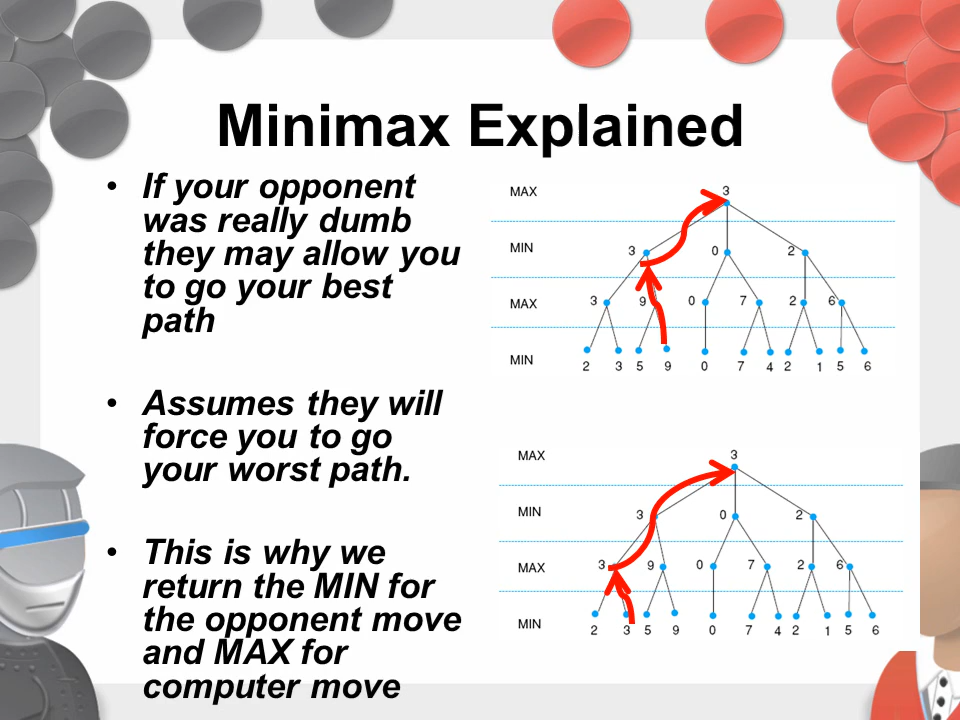 Minimax Explained
• If your opponent
was really dumb
they may allow you
to go your best
path
• Assumes they will
force you to go
your worst path.
• This is why we
return the MIN for
the opponent move
and MAX for
computer move
MAX 3
MIN 3 0 2
MAX 3 9 0 7 2 6
MIN 2 3 5 9 0 7 4 2 1 5 6
MAX 3
MIN 3 0 2
MAX 3 9 0 7 2 6
MIN 2 3 5 9 0 7 4 2 1 5 6